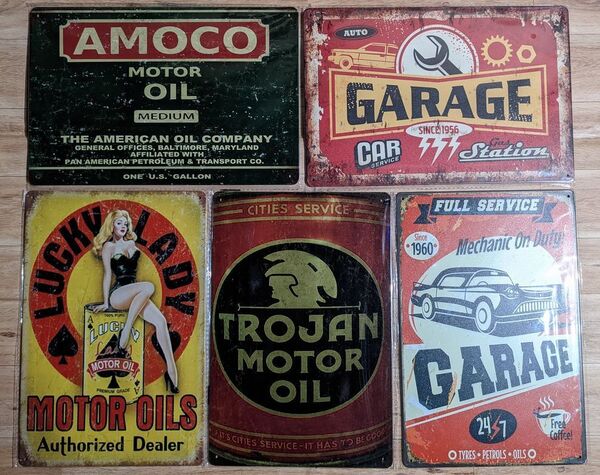 AMOCO
MOTOR
OIL
MEDIUM
THE AMERICAN OIL COMPANY
GENERAL OFFICES, BALTIMORE, MARYLAND
AFFILIATED WITH
PAN AMERICAN PETROLEUM & TRANSPORT CO.
ONE U.S. GALLON
AUTO
GARAGE
SINCE 1956
CAR
SERVICE
Gas
Station
LUCKY LADY
LUCKY
MOTOR OIL
PREMIUM GRADE
MOTOR OILS
Authorized Dealer
CITIES SERVICE
TROJAN
MOTOR
OIL
CITIES SERVICE - IT HAS TO BE GOOD
FULL SERVICE
Since
1960
Mechanic On Duty!
GARAGE
24 7
Free
Coffee!
TYRES • PETROLS • OILS